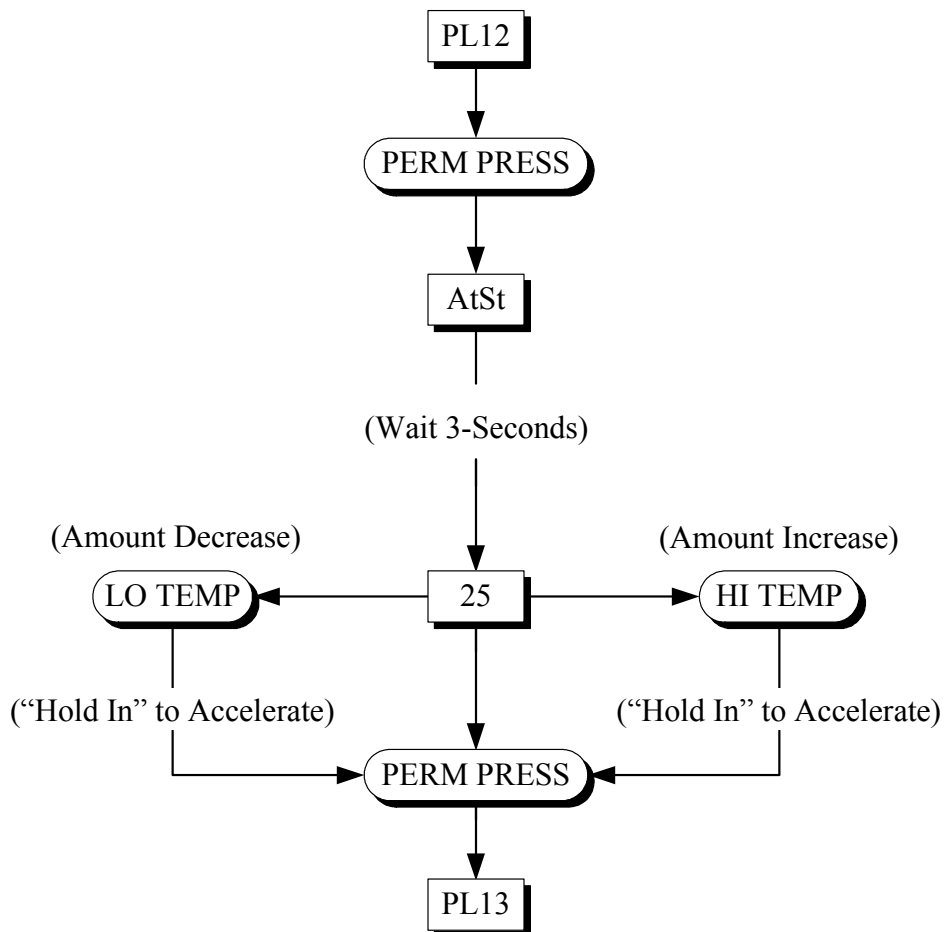 PL12
PERM PRESS
AtSt
(Wait 3-Seconds)
(Amount Decrease)
(Amount Increase)
LO TEMP
25
HI TEMP
(“Hold In” to Accelerate)
(“Hold In” to Accelerate)
PERM PRESS
PL13